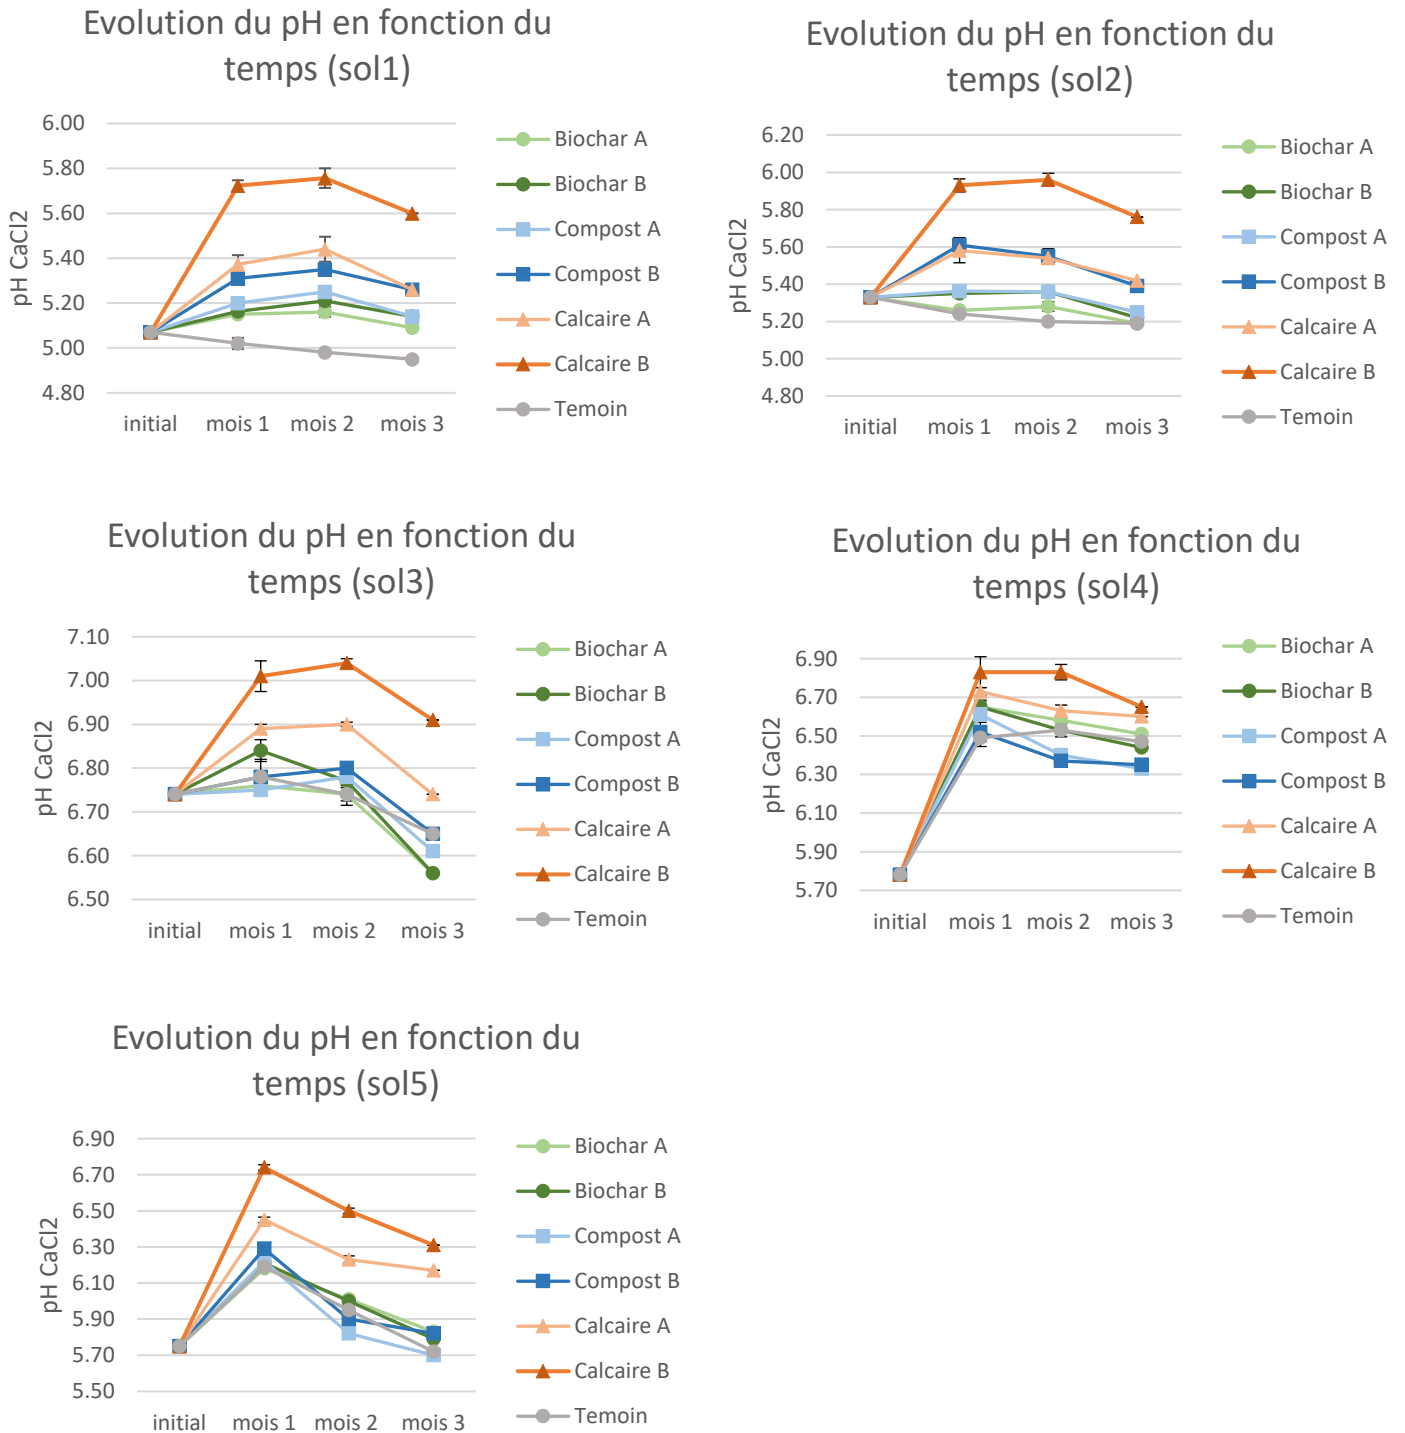 Evolution du pH en fonction du
temps (sol1)
pH CaCl2
6.00
5.80
5.60
5.40
5.20
5.00
4.80
initial
mois 1
mois 2
mois 3
Biochar A
Biochar B
Compost A
Compost B
Calcaire A
Calcaire B
Temoin
Evolution du pH en fonction du
temps (sol2)
pH CaCl2
6.20
6.00
5.80
5.60
5.40
5.20
5.00
4.80
initial
mois 1
mois 2
mois 3
Biochar A
Biochar B
Compost A
Compost B
Calcaire A
Calcaire B
Temoin
Evolution du pH en fonction du
temps (sol3)
pH CaCl2
7.10
7.00
6.90
6.80
6.70
6.60
6.50
initial
mois 1
mois 2
mois 3
Biochar A
Biochar B
Compost A
Compost B
Calcaire A
Calcaire B
Temoin
Evolution du pH en fonction du
temps (sol4)
pH CaCl2
6.90
6.70
6.50
6.30
6.10
5.90
5.70
initial
mois 1
mois 2
mois 3
Biochar A
Biochar B
Compost A
Compost B
Calcaire A
Calcaire B
Temoin
Evolution du pH en fonction du
temps (sol5)
pH CaCl2
6.90
6.70
6.50
6.30
6.10
5.90
5.70
5.50
initial
mois 1
mois 2
mois 3
Biochar A
Biochar B
Compost A
Compost B
Calcaire A
Calcaire B
Temoin